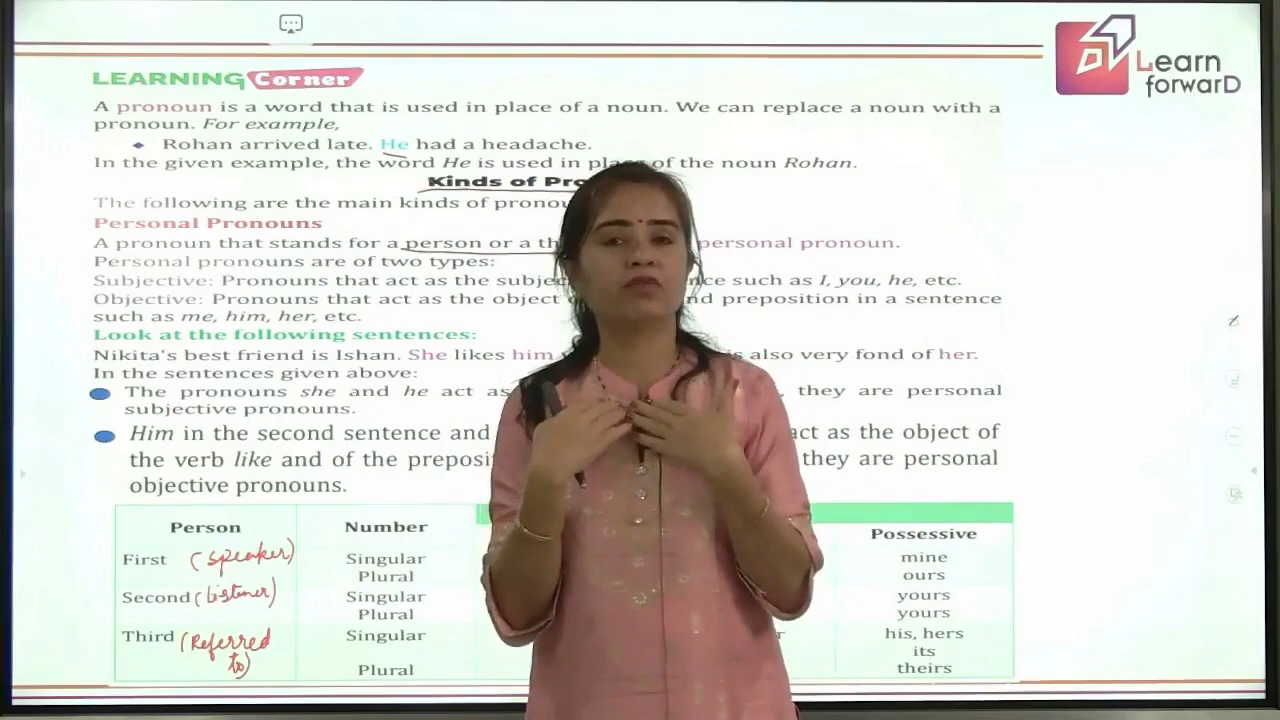 Learn
forwarD
LEARNING Corner
A pronoun is a word that is used in place of a noun. We can replace a noun with a
pronoun. For example,
Rohan arrived late. He had a headache.
In the given example, the word He is used in place of the noun Rohan.
Kinds of Pro
The following are the main kinds of prono
Personal Pronouns
A pronoun that stands for a person or a th personal pronoun.
Personal pronouns are of two types:
Subjective: Pronouns that act as the subjec nce such as I, you, he, etc.
Objective: Pronouns that act as the object nd preposition in a sentence
such as me, him, her, etc.
Look at the following sentences:
Nikita's best friend is Ishan. She likes him is also very fond of her.
In the sentences given above:
The pronouns she and he act as , they are personal
subjective pronouns.
Him in the second sentence and act as the object of
the verb like and of the preposi they are personal
objective pronouns.
Person Number Possessive
First (speaker) Singular mine
Plural ours
Second (listener) Singular yours
Plural yours
Third (Referred to) Singular his, hers
its
Plural theirs